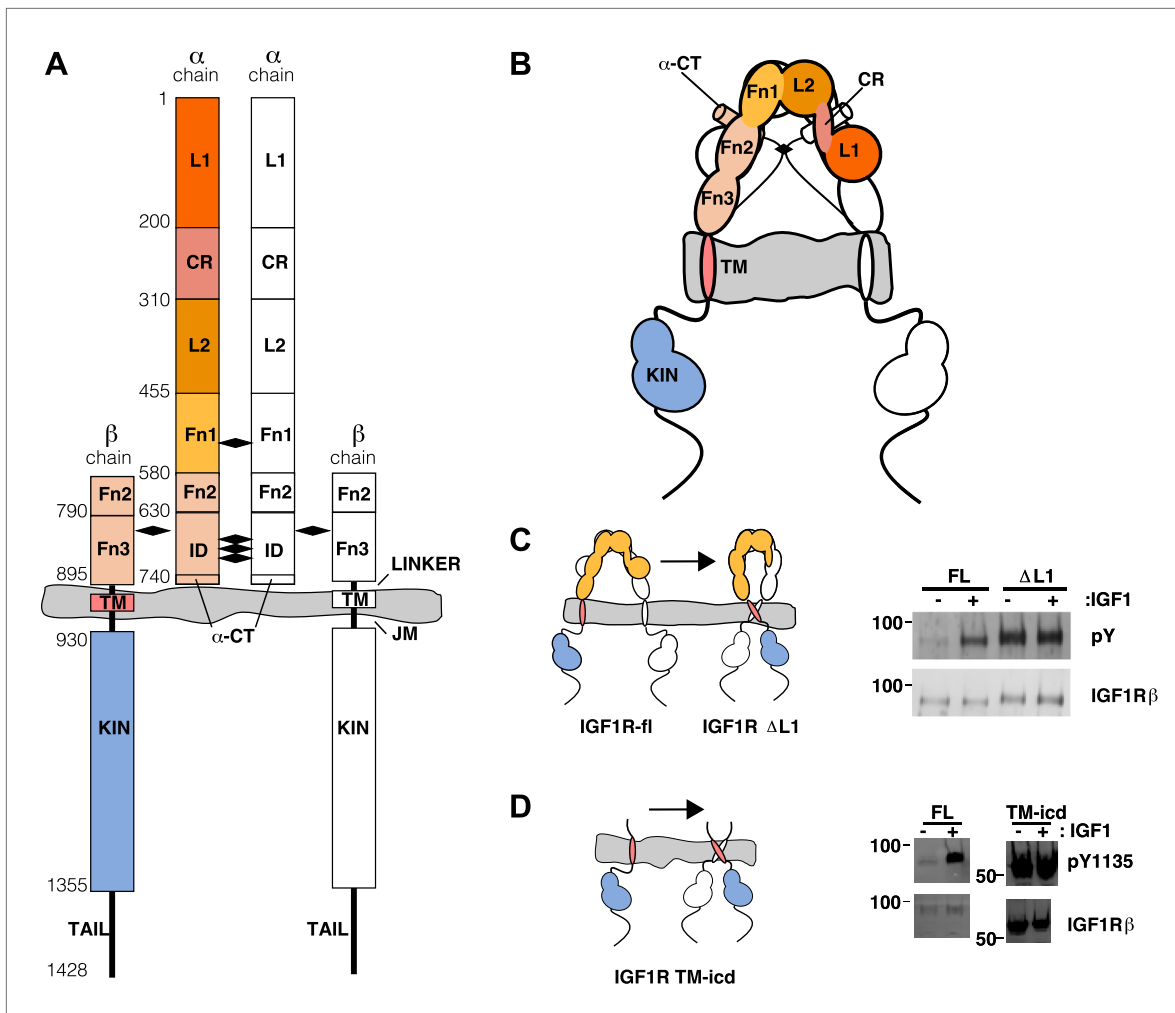 A
α
chain
α
chain
1
L1
L1
200
CR
CR
310
L2
L2
455
β
chain
Fn1
Fn1
β
chain
580
Fn2
Fn2
Fn2
Fn2
790
630
Fn3
ID
ID
Fn3
LINKER
895
740
TM
TM
α-CT
JM
930
KIN
KIN
1355
TAIL
TAIL
1428
B
α-CT
Fn1
L2
CR
Fn2
L1
Fn3
TM
KIN
C
IGF1R-fl
IGF1R ΔL1
FL
ΔL1
- + - + :IGF1
100
pY
100
IGF1Rβ
D
IGF1R TM-icd
FL
TM-icd
- + - + : IGF1
100
50
pY1135
100
50
IGF1Rβ